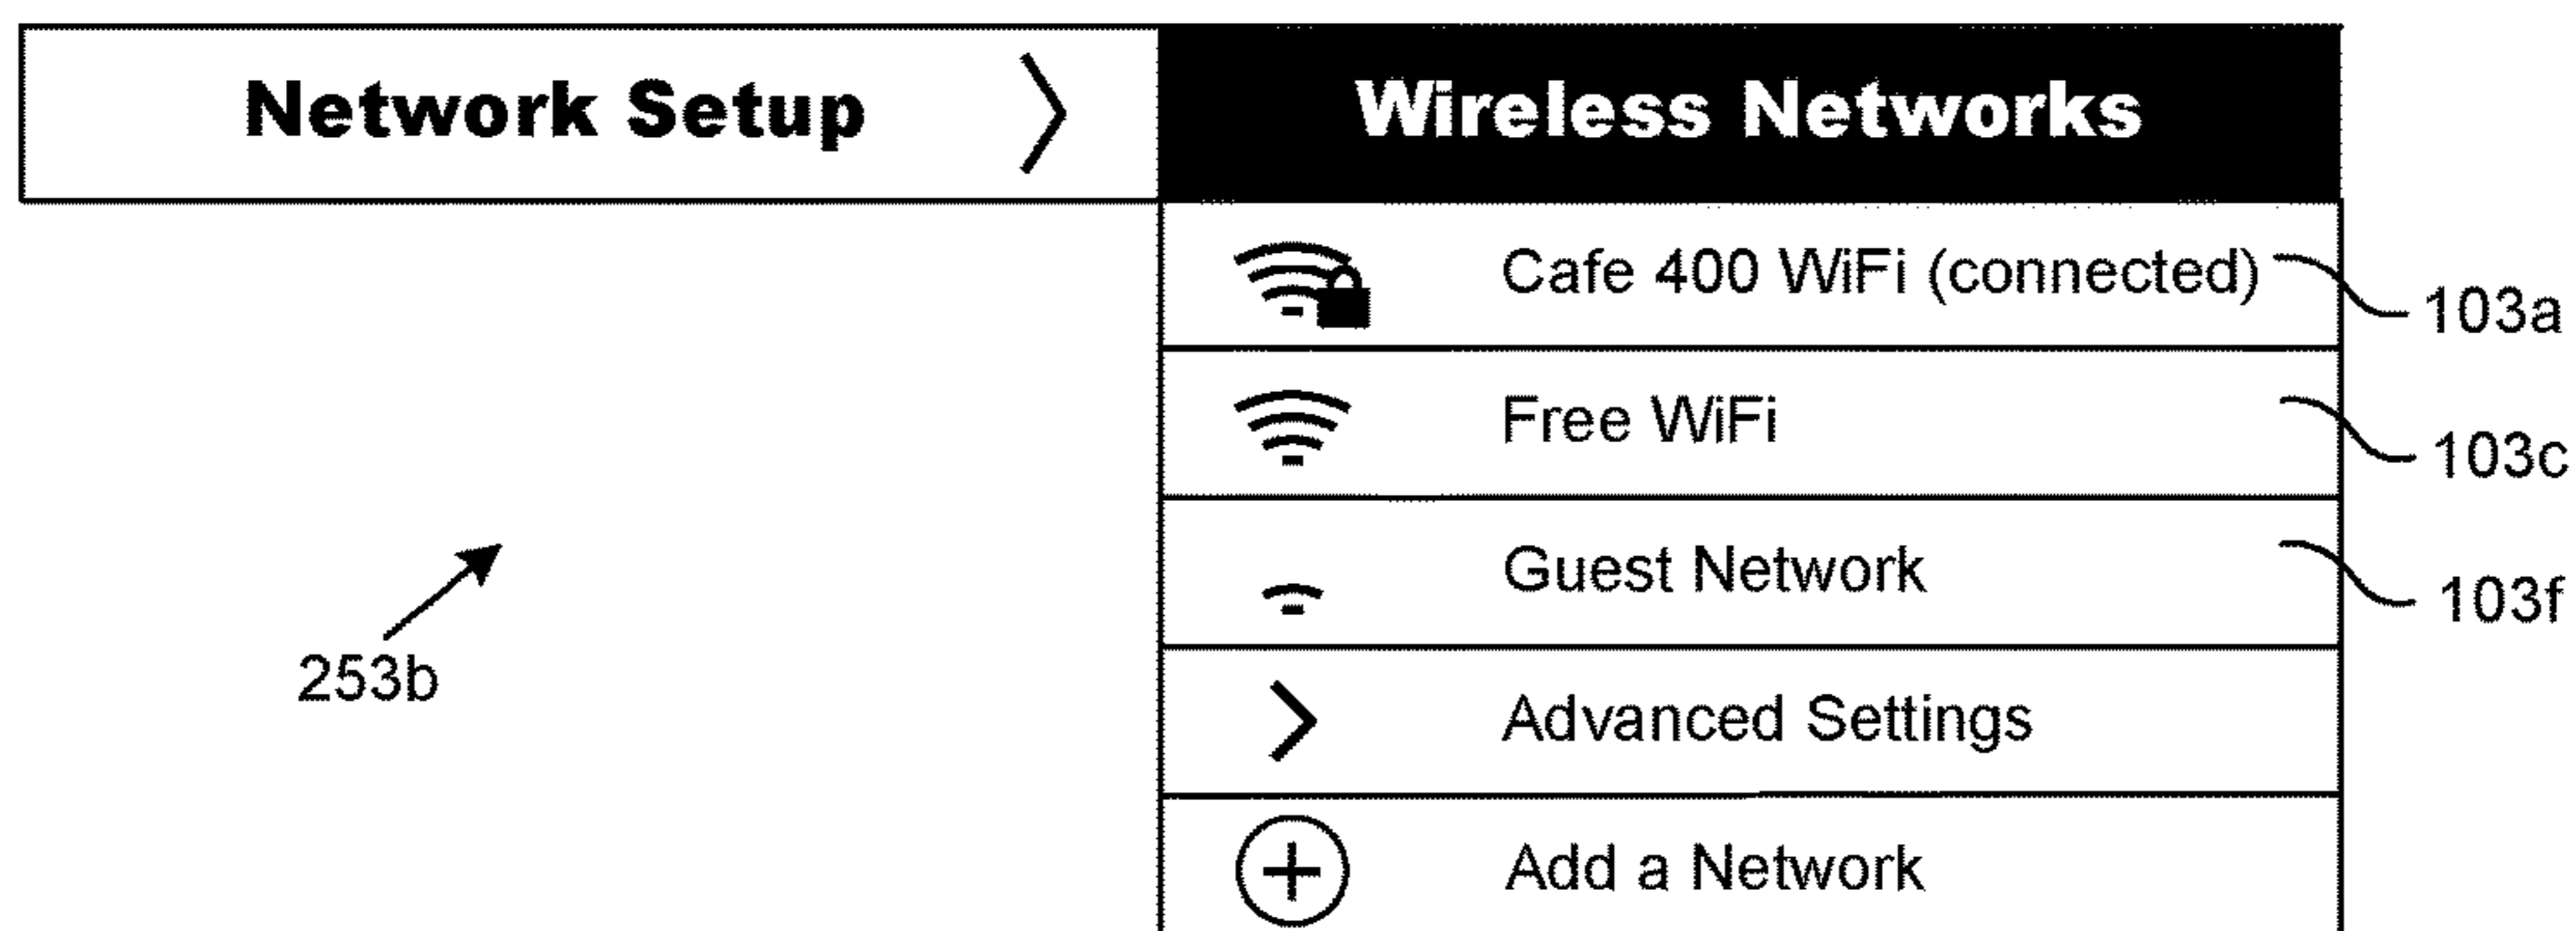 Network Setup
Wireless Networks
Cafe 400 WiFi (connected)
103a
Free WiFi
103c
Guest Network
103f
253b
Advanced Settings
Add a Network